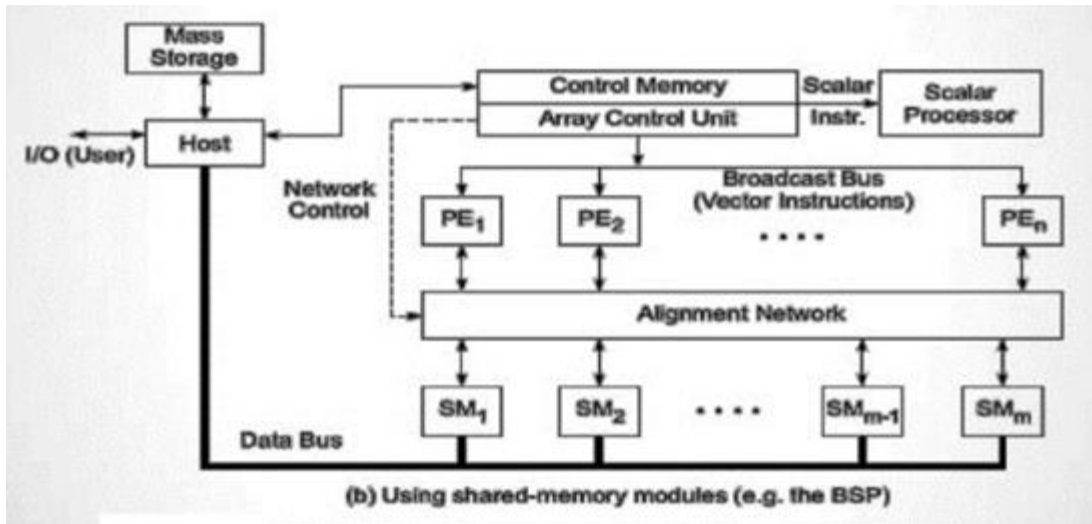 Mass
Storage
Control Memory
Scalar
Scalar
Processor
Array Control Unit
Instr.
Host
I/O (User)
Network
Control
Broadcast Bus
(Vector Instructions)
PE1
PE2
. . . .
PEn
Alignment Network
SM1
SM2
. . . .
SMm-1
SMm
Data Bus
(b) Using shared-memory modules (e.g. the BSP)